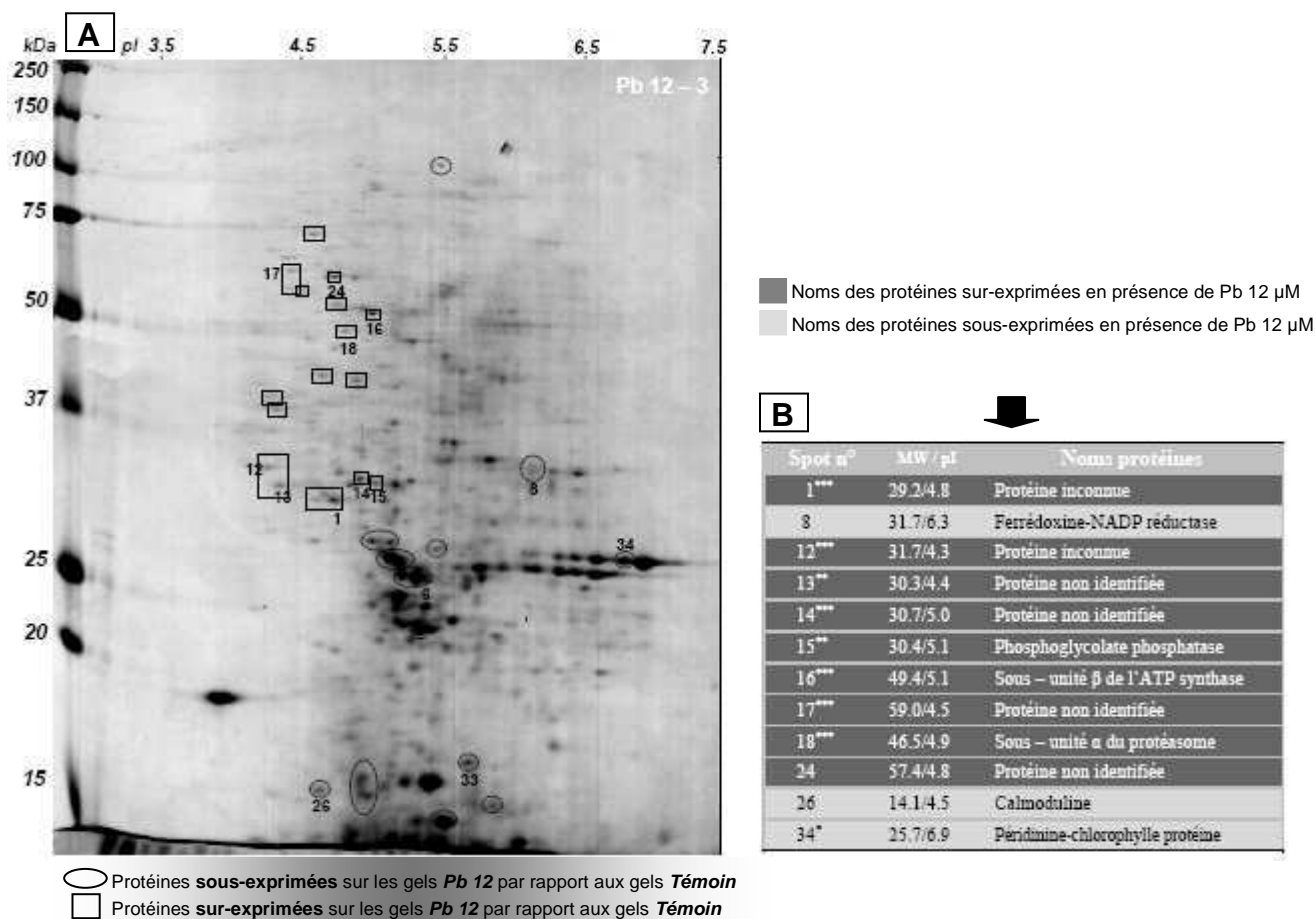 A
kDa pI 3.5 4.5 5.5 6.5 7.5
Pb 12 – 3
250
150
100
75
50
37
25
20
15
17
24
16
18
12
13
14
15
1
8
34
6
33
26
Protéines sous-exprimées sur les gels Pb 12 par rapport aux gels Témoin
Protéines sur-exprimées sur les gels Pb 12 par rapport aux gels Témoin
Noms des protéines sur-exprimées en présence de Pb 12 µM
Noms des protéines sous-exprimées en présence de Pb 12 µM
B
Spot n° MW / pI Noms protéines
1*** 29.2/4.8 Protéine inconnue
8 31.7/6.3 Ferrédoxine-NADP réductase
12*** 31.7/4.3 Protéine inconnue
13** 30.3/4.4 Protéine non identifiée
14*** 30.7/5.0 Protéine non identifiée
15** 30.4/5.1 Phosphoglycolate phosphatase
16*** 49.4/5.1 Sous – unité β de l'ATP synthase
17*** 59.0/4.5 Protéine non identifiée
18*** 46.5/4.9 Sous – unité α du protéasome
24 57.4/4.8 Protéine non identifiée
26 14.1/4.5 Calmoduline
34* 25.7/6.9 Péridinine-chlorophylle protéine